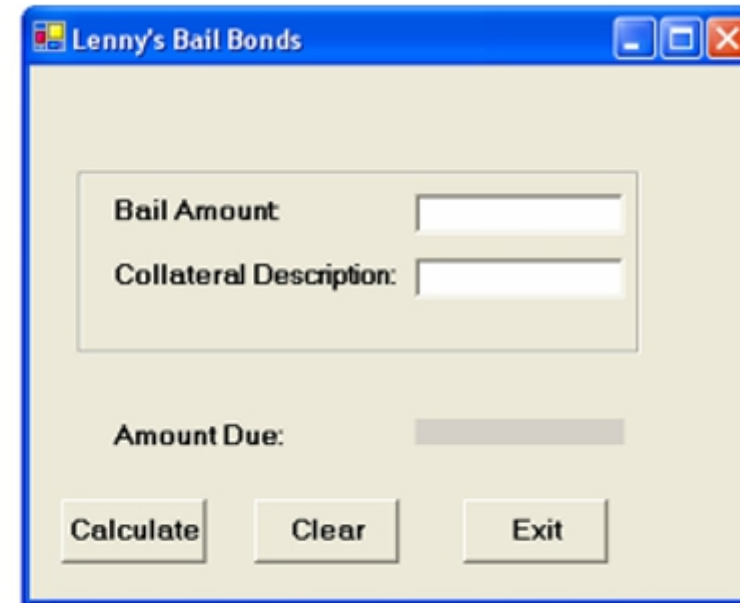 Lenny's Bail Bonds
Bail Amount:
Collateral Description:
Amount Due:
Calculate Clear Exit